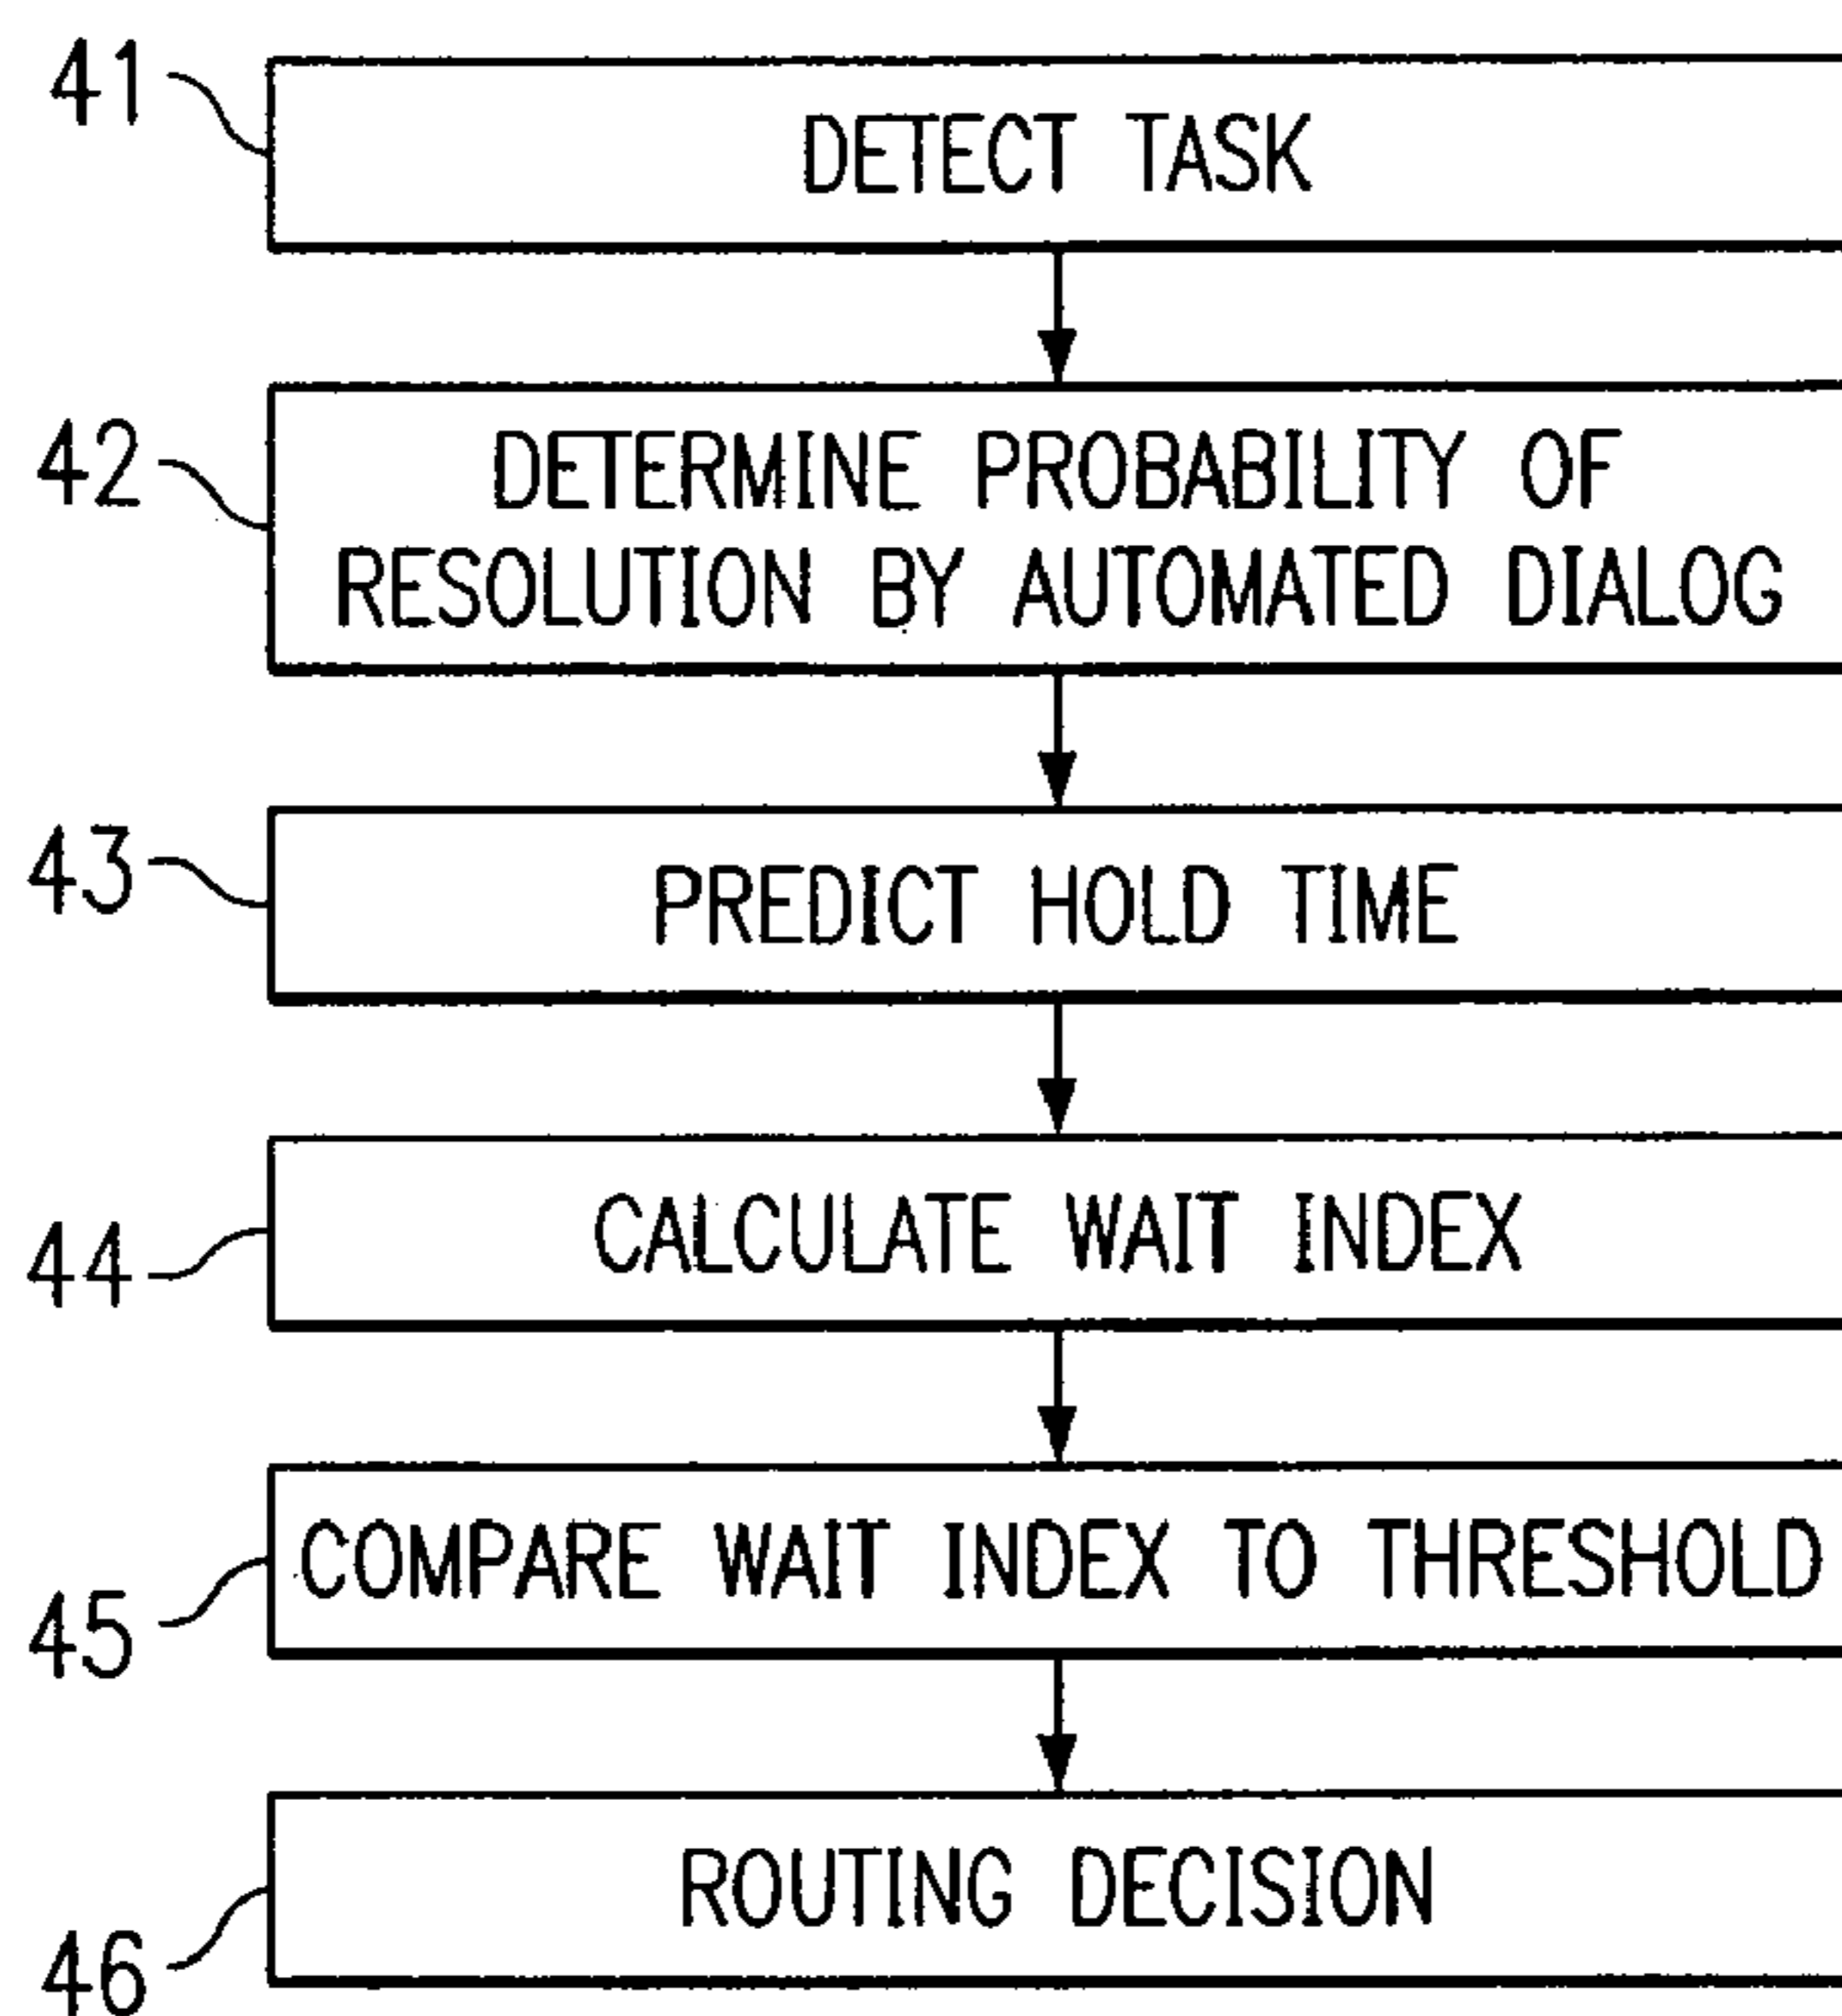 41
DETECT TASK
42
DETERMINE PROBABILITY OF
RESOLUTION BY AUTOMATED DIALOG
43
PREDICT HOLD TIME
44
CALCULATE WAIT INDEX
45
COMPARE WAIT INDEX TO THRESHOLD
46
ROUTING DECISION